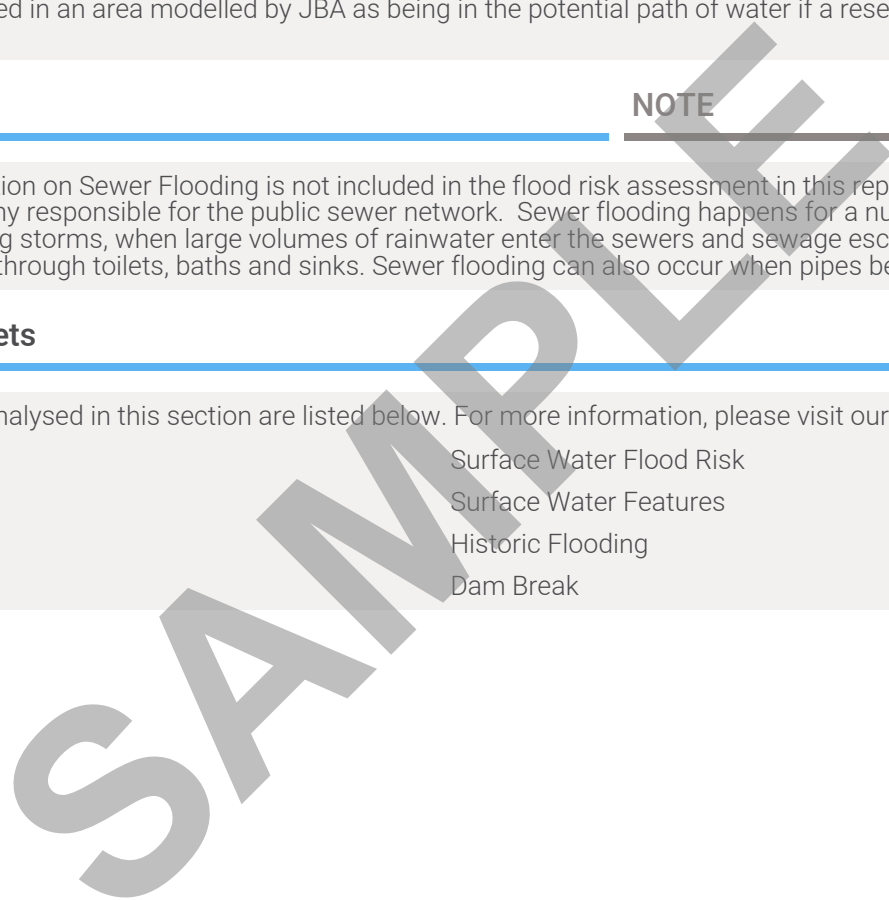 ed in an area modelled by JBA as being in the potential path of water if a rese
NOTE
ion on Sewer Flooding is not included in the flood risk assessment in this rep
ny responsible for the public sewer network.  Sewer flooding happens for a nu
g storms, when large volumes of rainwater enter the sewers and sewage esc
through toilets, baths and sinks. Sewer flooding can also occur when pipes be
ets
nalysed in this section are listed below. For more information, please visit our
Surface Water Flood Risk
Surface Water Features
Historic Flooding
Dam Break
SAMPLE